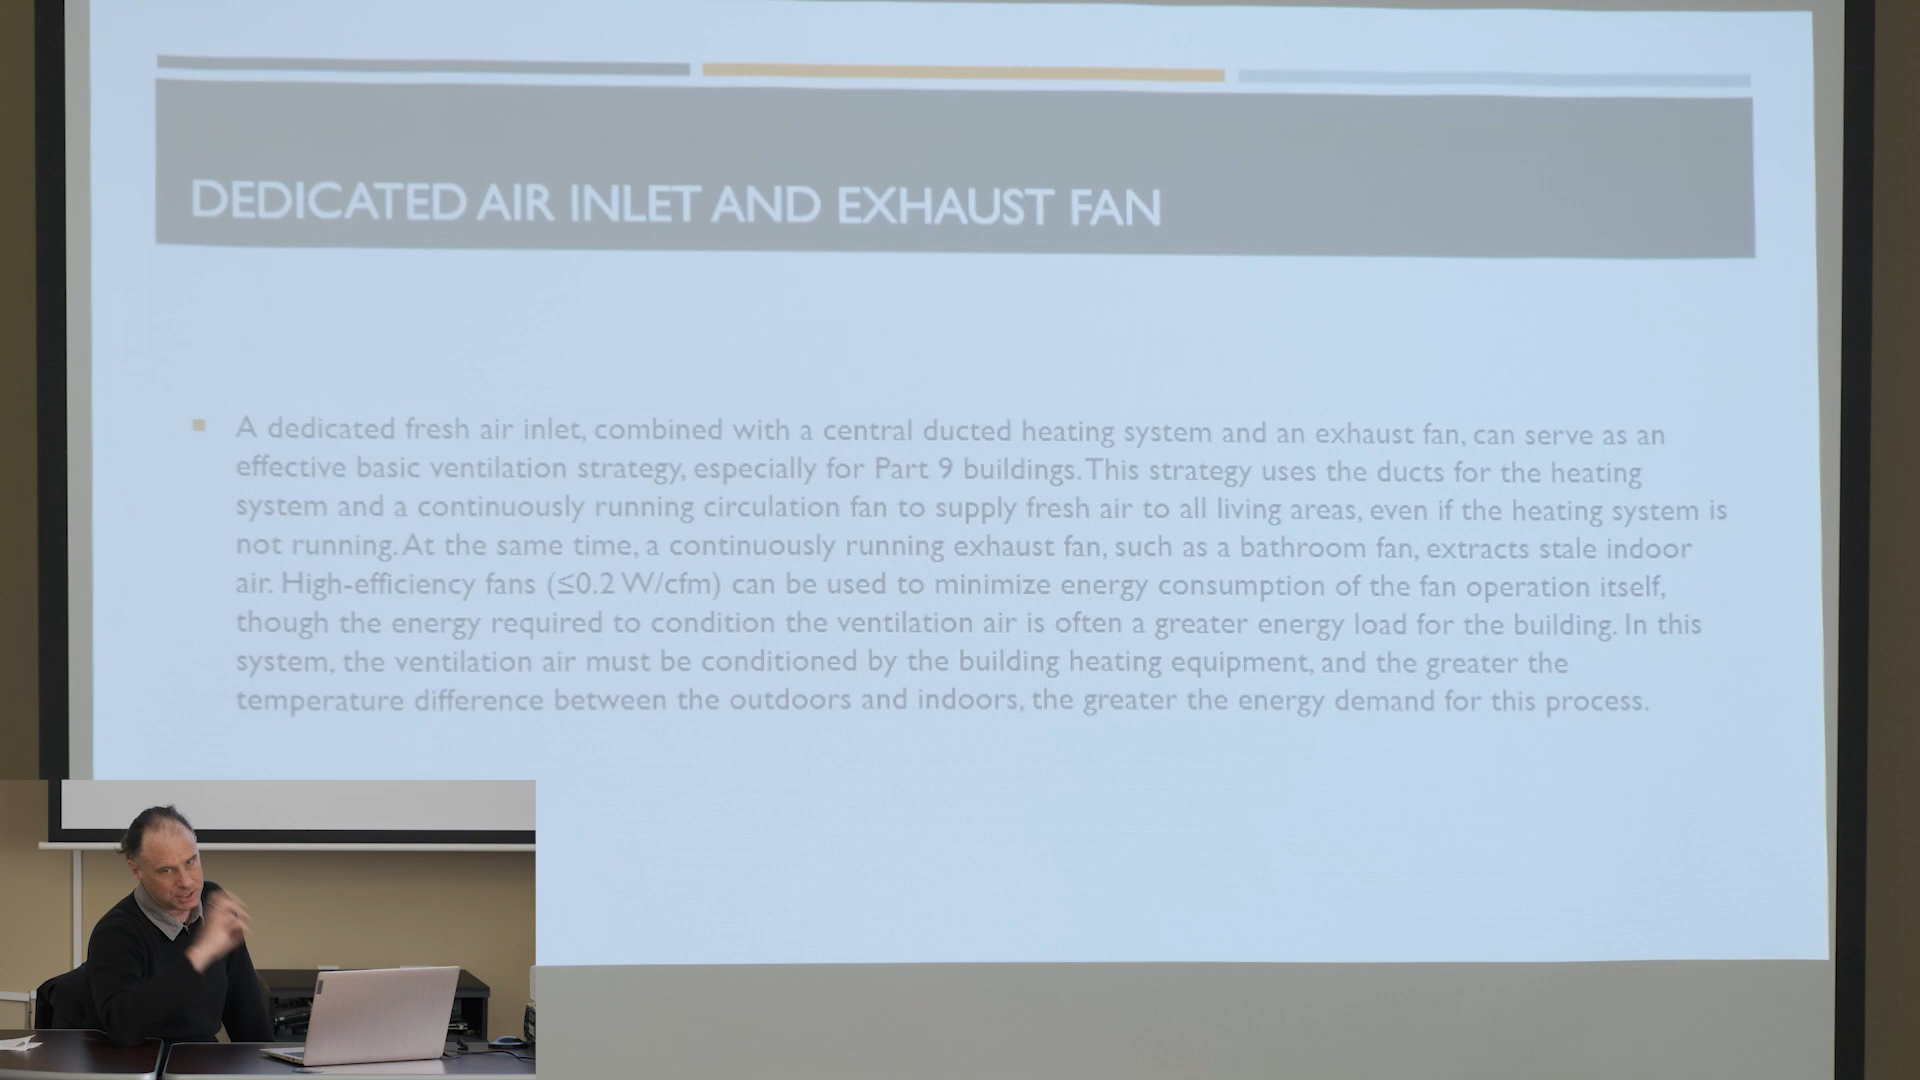 DEDICATED AIR INLET AND EXHAUST FAN
A dedicated fresh air inlet, combined with a central ducted heating system and an exhaust fan, can serve as an
effective basic ventilation strategy, especially for Part 9 buildings. This strategy uses the ducts for the heating
system and a continuously running circulation fan to supply fresh air to all living areas, even if the heating system is
not running. At the same time, a continuously running exhaust fan, such as a bathroom fan, extracts stale indoor
air. High-efficiency fans (≤0.2 W/cfm) can be used to minimize energy consumption of the fan operation itself,
though the energy required to condition the ventilation air is often a greater energy load for the building. In this
system, the ventilation air must be conditioned by the building heating equipment, and the greater the
temperature difference between the outdoors and indoors, the greater the energy demand for this process.